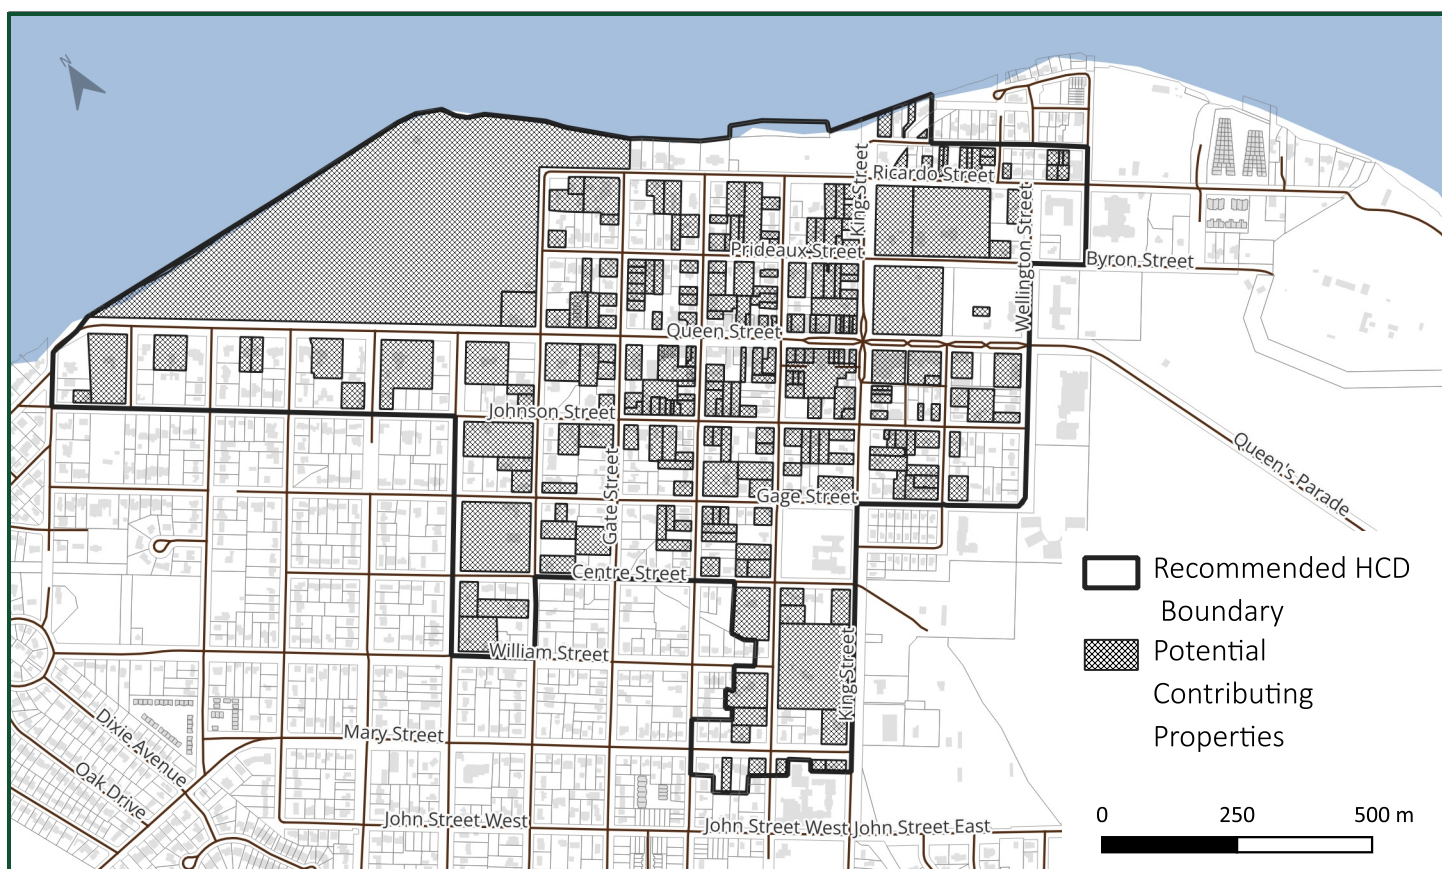 N
King Street
Ricardo Street
Wellington Street
Prideaux Street
Byron Street
Queen Street
Johnson Street
Gate Street
Gage Street
Queen's Parade
Centre Street
William Street
King Street
Dixie Avenue
Oak Drive
Mary Street
John Street West
John Street West
John Street East
Recommended HCD
Boundary
Potential
Contributing
Properties
0 250 500 m